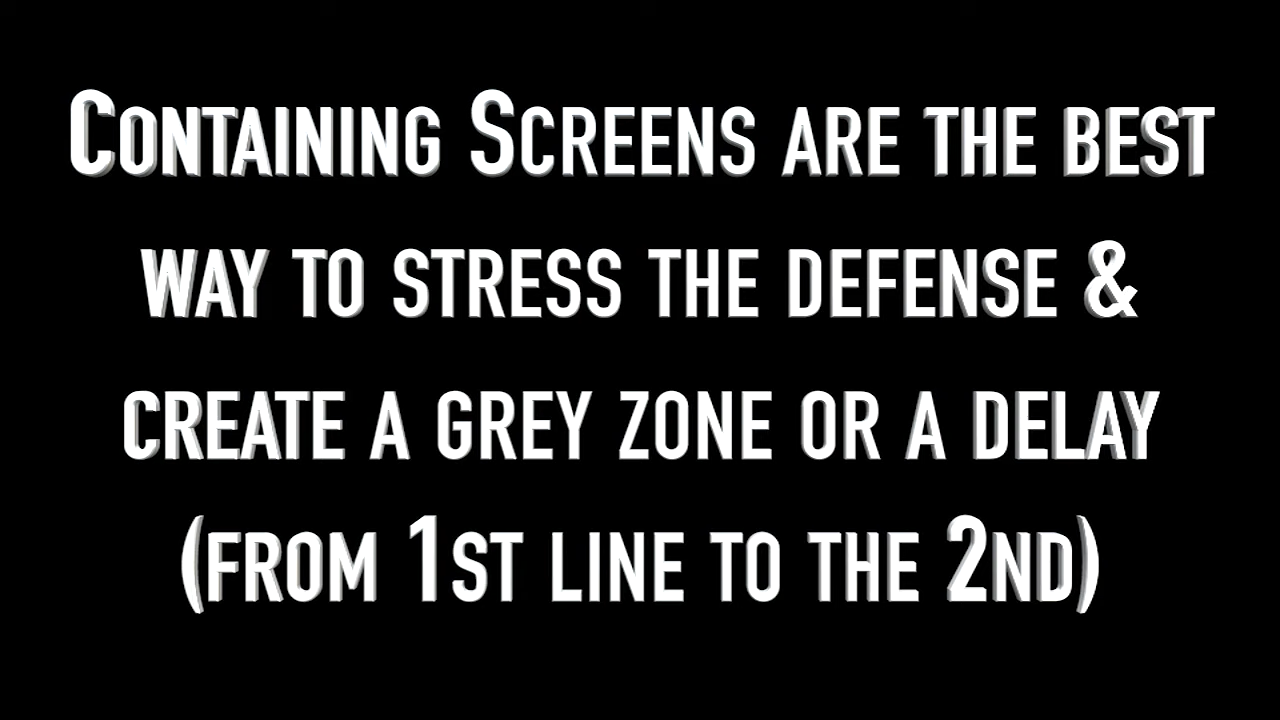 Containing Screens are the best
way to stress the defense &
create a grey zone or a delay
(from 1st line to the 2nd)